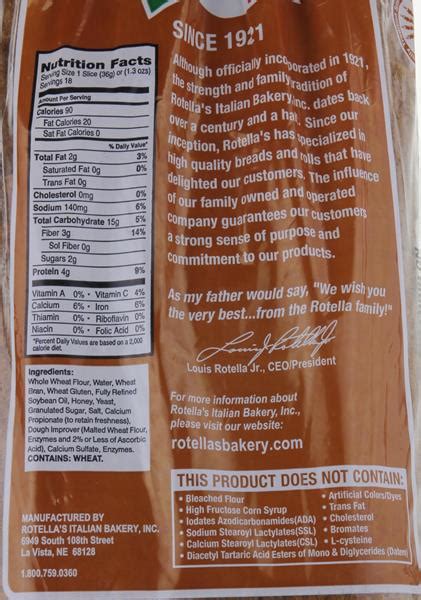 SINCE 1921
Although officially incorporated in 1921,
the strength and family tradition of
Rotella's Italian Bakery, Inc. dates back
over a century and a half. Since our
inception, Rotella's has specialized in
high quality breads and rolls that have
delighted our customers. The influence
of our family owned and operated
company guarantees our customers
a strong sense of purpose and
commitment to our products.
As my father would say, "We wish you
the very best...from the Rotella family!"
Louis Rotella Jr., CEO/President
For more information about
Rotella's Italian Bakery, Inc.,
please visit our website:
rotellasbakery.com
Nutrition Facts
Serving Size 1 Slice (36g) or (1.3 ozs)
Servings 18
Amount Per Serving
Calories 90
Fat Calories 20
Sat Fat Calories 0
% Daily Value*
Total Fat 2g 3%
Saturated Fat 0g 0%
Trans Fat 0g
Cholesterol 0mg 0%
Sodium 140mg 6%
Total Carbohydrate 15g 5%
Fiber 3g 14%
Sol Fiber 0g
Sugars 2g
Protein 4g 9%
Vitamin A 0% • Vitamin C 4%
Calcium 6% • Iron 6%
Thiamin 0% • Riboflavin 0%
Niacin 0% • Folic Acid 0%
*Percent Daily Values are based on a 2,000
calorie diet.
Ingredients:
Whole Wheat Flour, Water, Wheat
Bran, Wheat Gluten, Fully Refined
Soybean Oil, Honey, Yeast,
Granulated Sugar, Salt, Calcium
Propionate (to retain freshness),
Dough Improver (Malted Wheat Flour,
Enzymes and 2% or Less of Ascorbic
Acid), Calcium Sulfate, Enzymes.
CONTAINS: WHEAT.
MANUFACTURED BY
ROTELLA'S ITALIAN BAKERY, INC.
6949 South 108th Street
La Vista, NE 68128
1.800.759.0360
THIS PRODUCT DOES NOT CONTAIN:
• Bleached Flour
• High Fructose Corn Syrup
• Iodates Azodicarbonamides(ADA)
• Sodium Stearoyl Lactylates(SSL)
• Calcium Stearoyl Lactylates(CSL)
• Diacetyl Tartaric Acid Esters of Mono & Diglycerides (Datem)
• Artificial Colors/Dyes
• Trans Fat
• Cholesterol
• Bromates
• L-cysteine